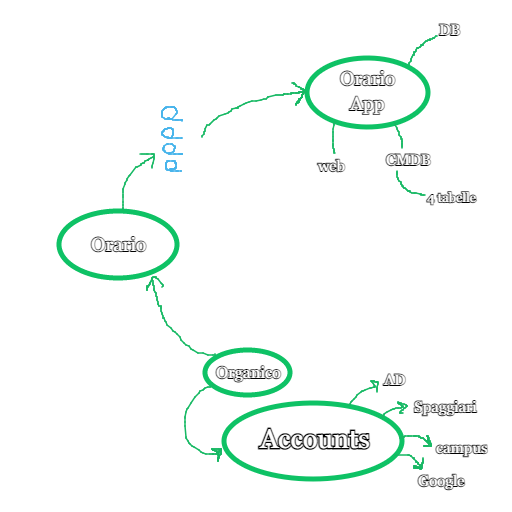 DB
Orario
App
web
CMDB
4 tabelle
Orario
Organico
AD
Spaggiari
Accounts
campus
Google